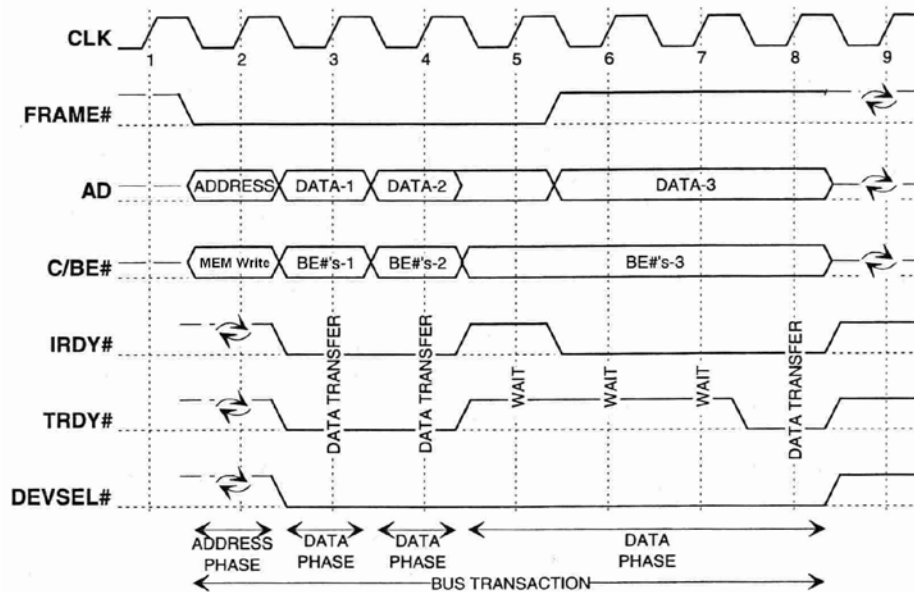 CLK
1 2 3 4 5 6 7 8 9
FRAME#
AD ADDRESS DATA-1 DATA-2 DATA-3
C/BE# MEM Write BE#'s-1 BE#'s-2 BE#'s-3
IRDY#
TRDY#
DATA TRANSFER
DATA TRANSFER
WAIT
WAIT
WAIT
DATA TRANSFER
DEVSEL#
ADDRESS DATA DATA DATA
PHASE PHASE PHASE PHASE
BUS TRANSACTION